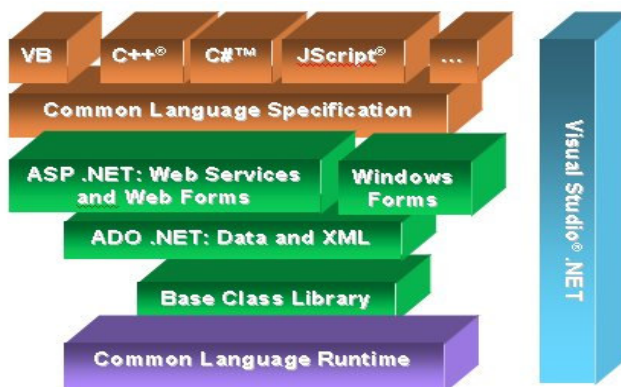 VB
C++®
C#™
JScript®
...
Common Language Specification
ASP .NET: Web Services
and Web Forms
Windows
Forms
ADO .NET: Data and XML
Base Class Library
Common Language Runtime
Visual Studio® .NET